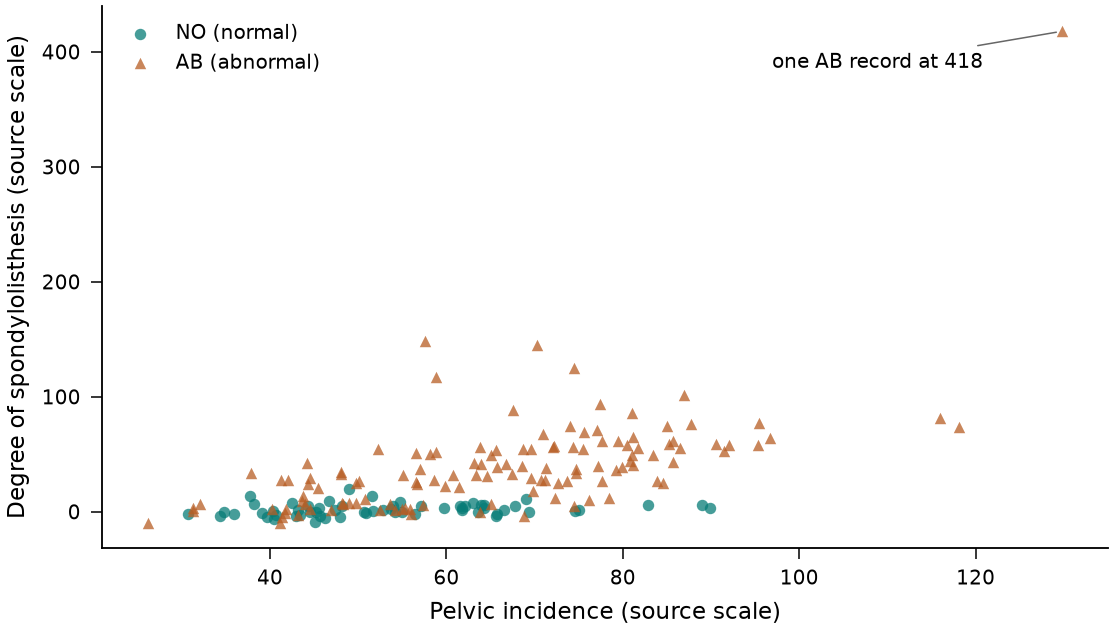 NO (normal)
AB (abnormal)
one AB record at 418
Degree of spondylolisthesis (source scale)
400
300
200
100
0
40
60
80
100
120
Pelvic incidence (source scale)